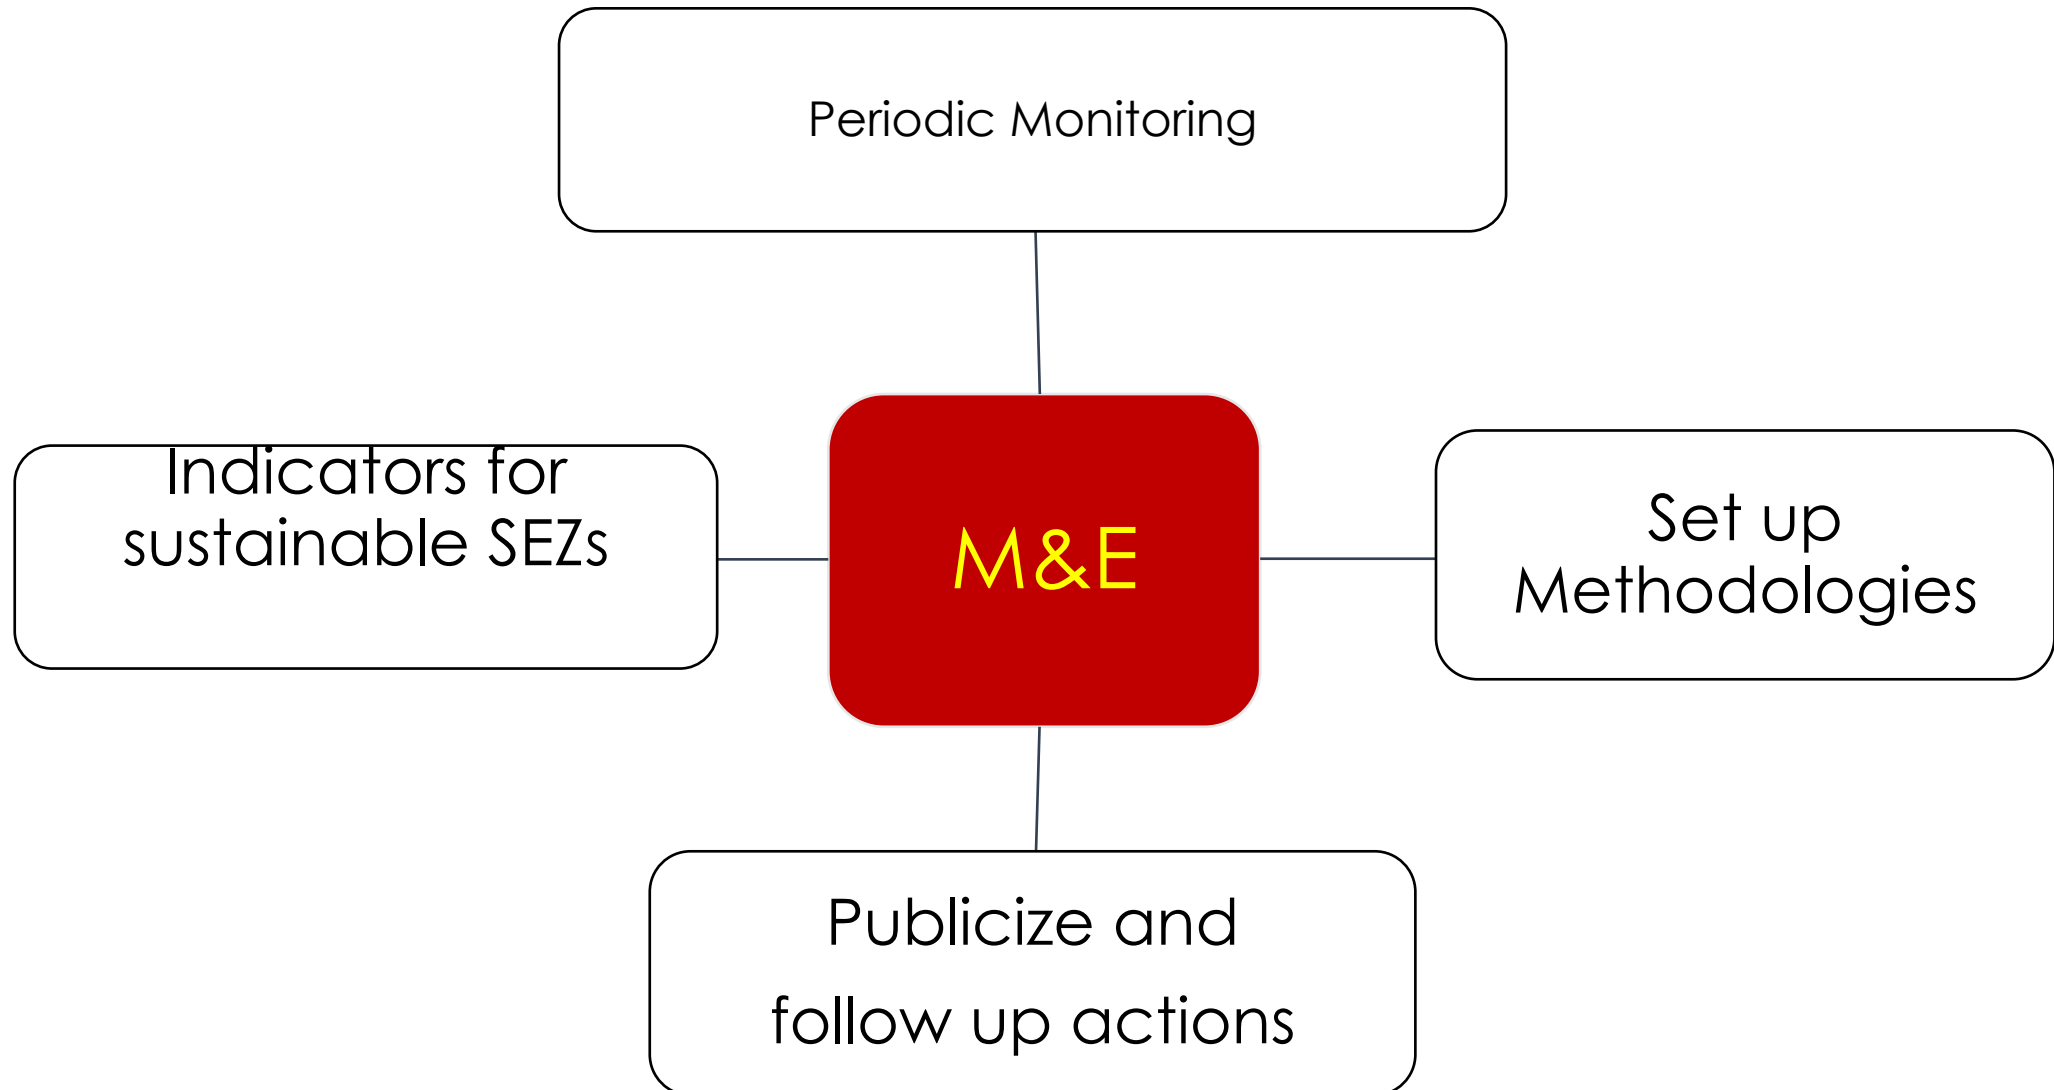 Periodic Monitoring
Indicators for
sustainable SEZs
M&E
Set up
Methodologies
Publicize and
follow up actions